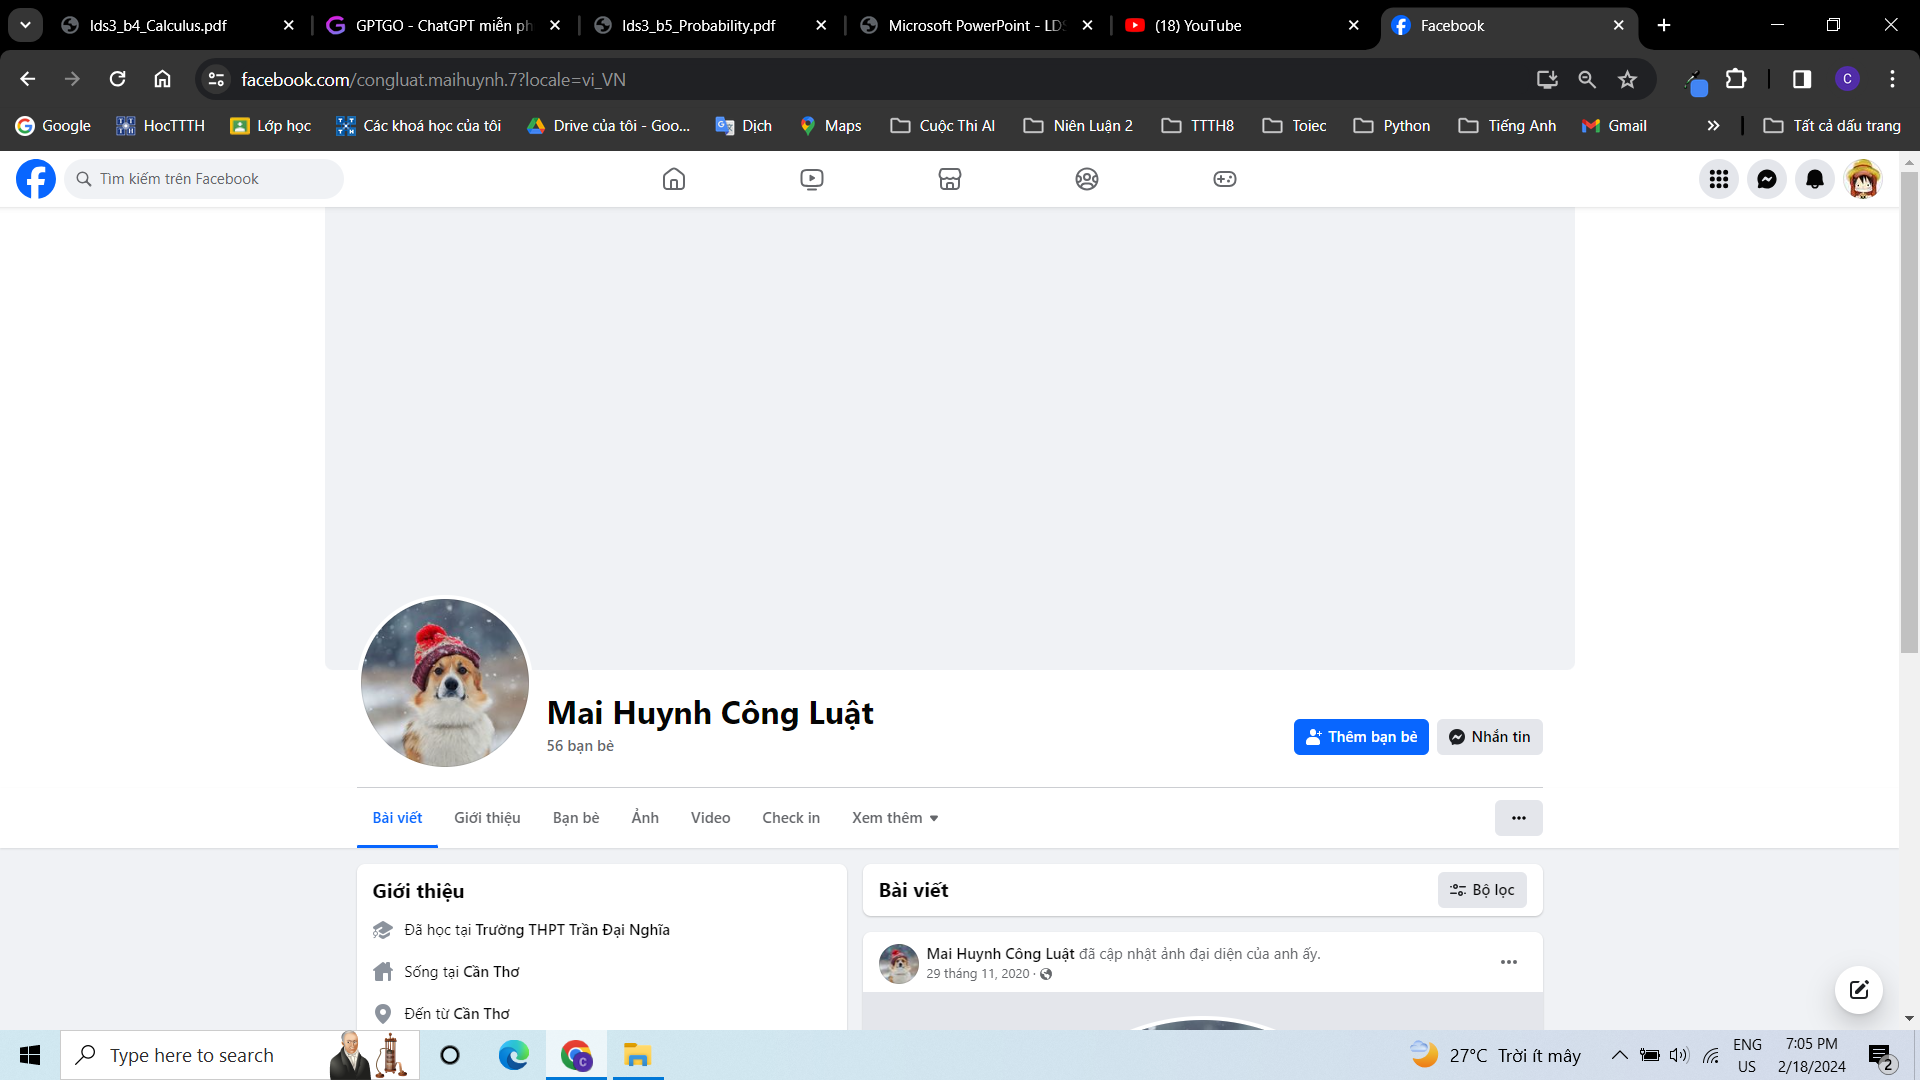 lds3_b4_Calculus.pdf
GPTGO - ChatGPT miễn ph
lds3_b5_Probability.pdf
Microsoft PowerPoint - LDS
(18) YouTube
Facebook
facebook.com/congluat.maihuynh.7?locale=vi_VN
C
Google
HocTTTH
Lớp học
Các khoá học của tôi
Drive của tôi - Goo...
Dịch
Maps
Cuộc Thi AI
Niên Luận 2
TTTH8
Toiec
Python
Tiếng Anh
Gmail
Tất cả dấu trang
Tìm kiếm trên Facebook
Mai Huynh Công Luật
56 bạn bè
Thêm bạn bè
Nhắn tin
Bài viết
Giới thiệu
Bạn bè
Ảnh
Video
Check in
Xem thêm
Giới thiệu
Đã học tại Trường THPT Trần Đại Nghĩa
Sống tại Cần Thơ
Đến từ Cần Thơ
Bài viết
Bộ lọc
Mai Huynh Công Luật đã cập nhật ảnh đại diện của anh ấy.
29 tháng 11, 2020 ·
Type here to search
27°C Trời ít mây
ENG
US
7:05 PM
2/18/2024
2